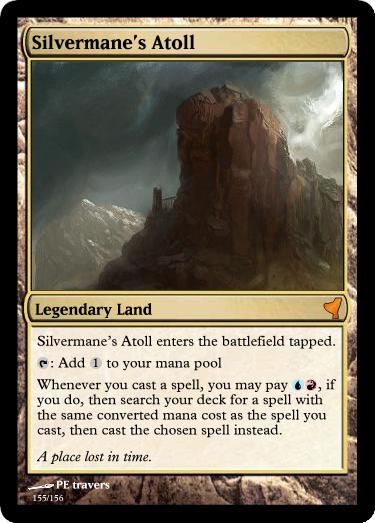 Silvermane's Atoll
Legendary Land
Silvermane's Atoll enters the battlefield tapped.
: Add 1 to your mana pool
Whenever you cast a spell, you may pay , if
you do, then search your deck for a spell with
the same converted mana cost as the spell you
cast, then cast the chosen spell instead.
A place lost in time.
PE travers
155/156